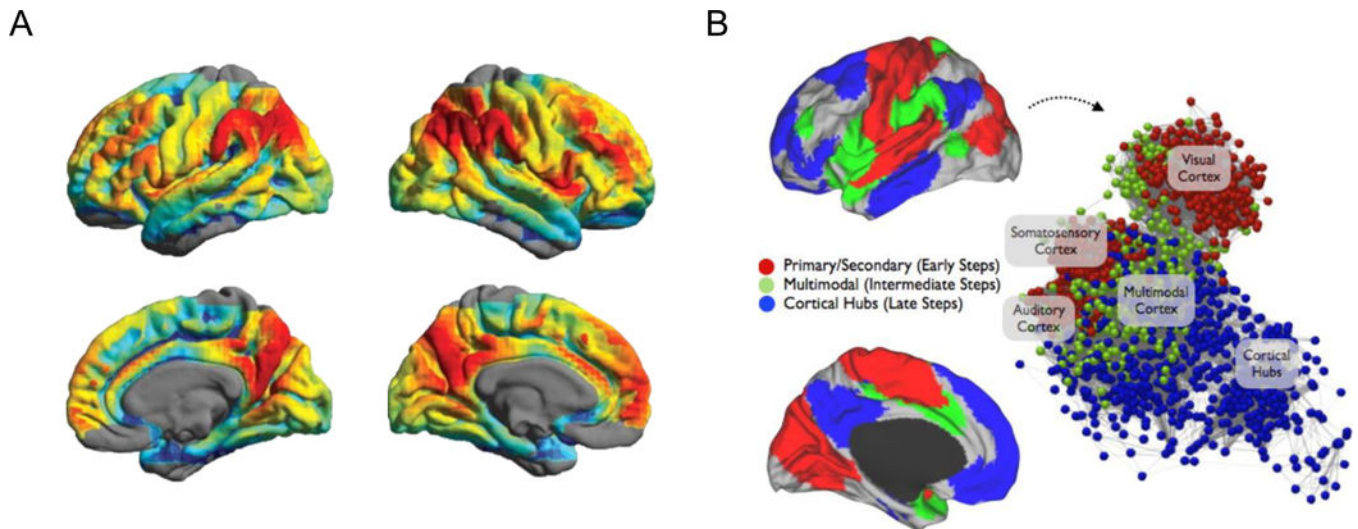 A
B
Visual
Cortex
Somatosensory
Cortex
Primary/Secondary (Early Steps)
Multimodal (Intermediate Steps)
Cortical Hubs (Late Steps)
Multimodal
Cortex
Auditory
Cortex
Cortical
Hubs